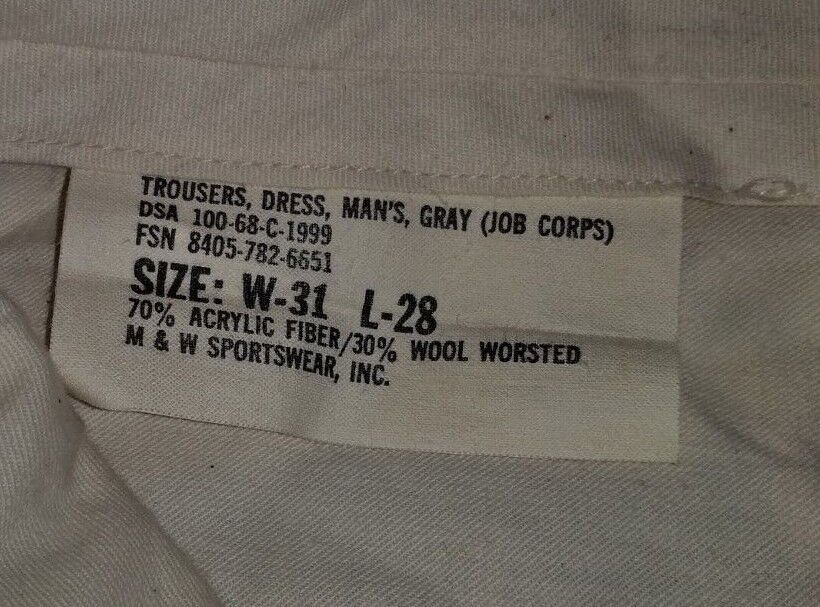 TROUSERS, DRESS, MAN'S, GRAY (JOB CORPS)
DSA 100-68-C-1999
FSN 8405-782-6651
SIZE: W-31 L-28
70% ACRYLIC FIBER/30% WOOL WORSTED
M & W SPORTSWEAR, INC.